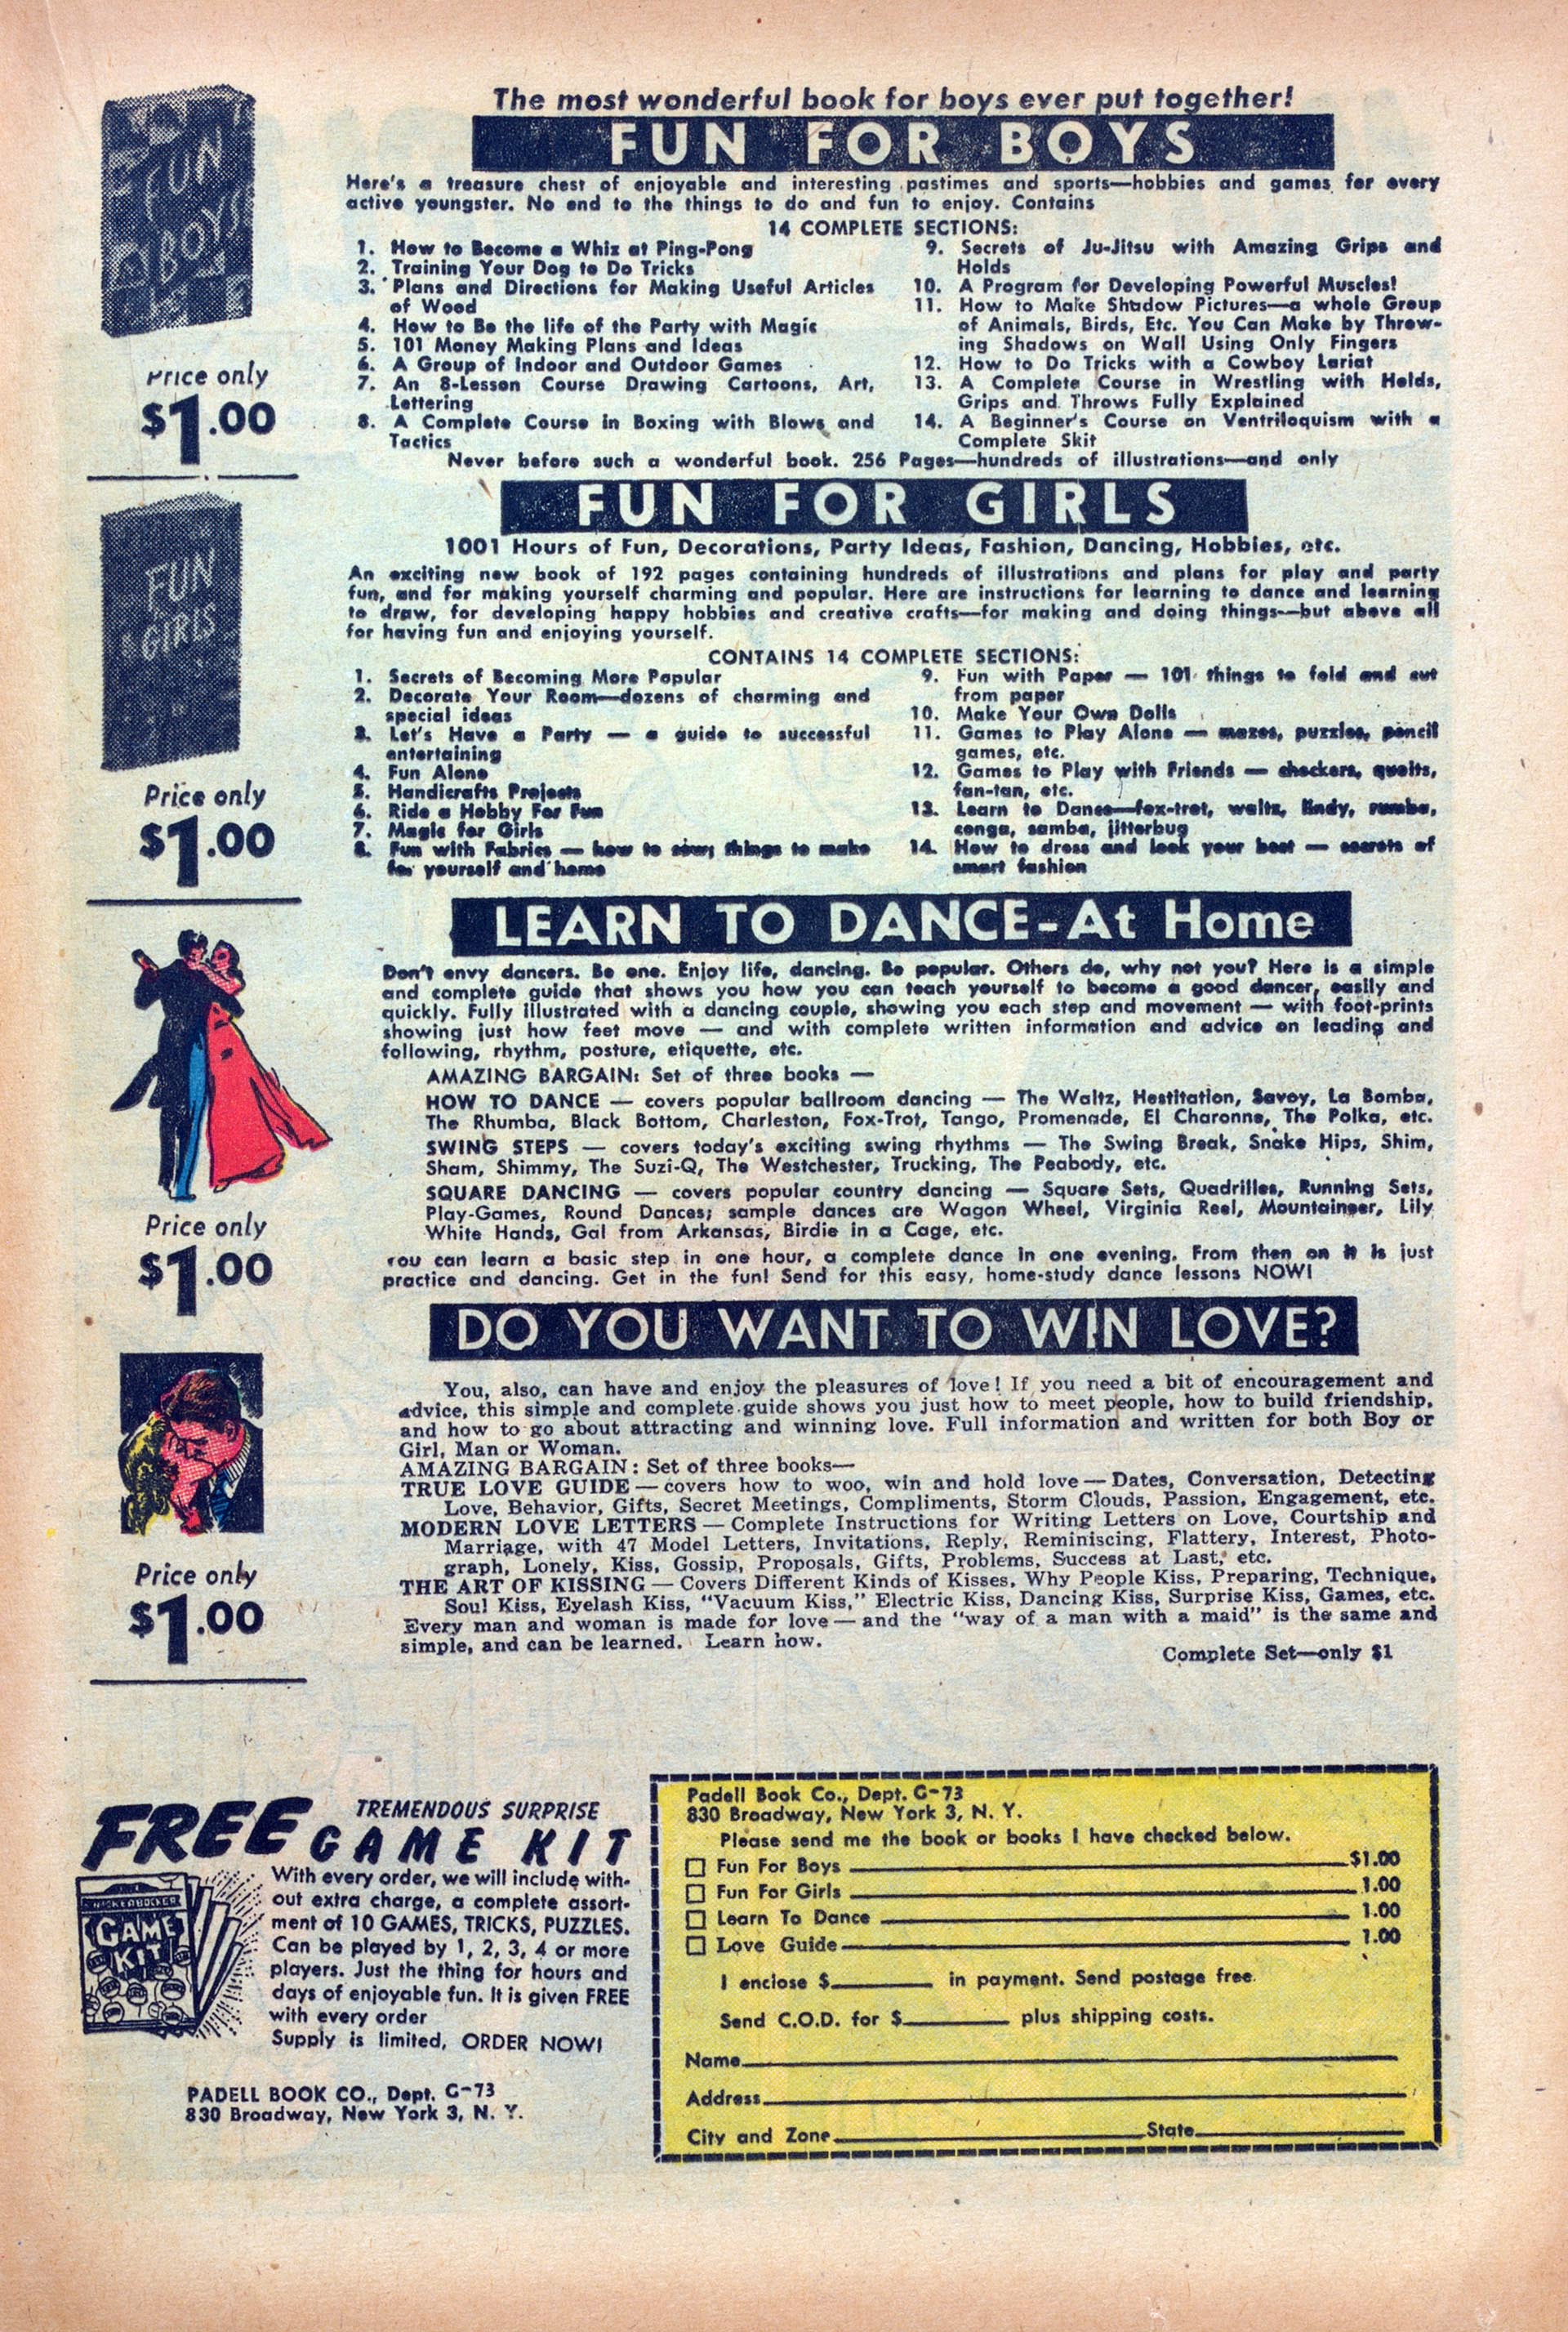 The most wonderful book for boys ever put together!
FUN FOR BOYS
Here's a treasure chest of enjoyable and interesting pastimes and sports—hobbies and games for every
active youngster. No end to the things to do and fun to enjoy. Contains
14 COMPLETE SECTIONS:
1. How to Become a Whiz at Ping-Pong
2. Training Your Dog to Do Tricks
3. Plans and Directions for Making Useful Articles
of Wood
4. How to Be the life of the Party with Magic
5. 101 Money Making Plans and Ideas
6. A Group of Indoor and Outdoor Games
7. An 8-Lesson Course Drawing Cartoons, Art,
Lettering
8. A Complete Course in Boxing with Blows and
Tactics
9. Secrets of Ju-Jitsu with Amazing Grips and
Holds
10. A Program for Developing Powerful Muscles!
11. How to Make Shadow Pictures—a whole Group
of Animals, Birds, Etc. You Can Make by Throw-
ing Shadows on Wall Using Only Fingers
12. How to Do Tricks with a Cowboy Lariat
13. A Complete Course in Wrestling with Holds,
Grips and Throws Fully Explained
14. A Beginner's Course on Ventriloquism with a
Complete Skit
Never before such a wonderful book. 256 Pages—hundreds of illustrations—and only
FUN
for
BOYS
Price only
$1.00
FUN FOR GIRLS
1001 Hours of Fun, Decorations, Party Ideas, Fashion, Dancing, Hobbies, etc.
An exciting new book of 192 pages containing hundreds of illustrations and plans for play and party
fun, and for making yourself charming and popular. Here are instructions for learning to dance and learning
to draw, for developing happy hobbies and creative crafts—for making and doing things—but above all
for having fun and enjoying yourself.
CONTAINS 14 COMPLETE SECTIONS:
1. Secrets of Becoming More Popular
2. Decorate Your Room—dozens of charming and
special ideas
3. Let's Have a Party — a guide to successful
entertaining
4. Fun Alone
5. Handicrafts Projects
6. Ride a Hobby For Fun
7. Magic for Girls
8. Fun with Fabrics — how to sew; things to make
for yourself and home
9. Fun with Paper — 101 things to fold and cut
from paper
10. Make Your Own Dolls
11. Games to Play Alone — mazes, puzzles, pencil
games, etc.
12. Games to Play with Friends — checkers, quoits,
fan-tan, etc.
13. Learn to Dance—fox-trot, waltz, lindy, rumba,
conga, samba, jitterbug
14. How to dress and look your best — secrets of
smart fashion
FUN
GIRLS
Price only
$1.00
LEARN TO DANCE-At Home
Don't envy dancers. Be one. Enjoy life, dancing. Be popular. Others do, why not you? Here is a simple
and complete guide that shows you how you can teach yourself to become a good dancer, easily and
quickly. Fully illustrated with a dancing couple, showing you each step and movement — with foot-prints
showing just how feet move — and with complete written information and advice on leading and
following, rhythm, posture, etiquette, etc.
AMAZING BARGAIN: Set of three books —
HOW TO DANCE — covers popular ballroom dancing — The Waltz, Hestitation, Savoy, La Bomba,
The Rhumba, Black Bottom, Charleston, Fox-Trot, Tango, Promenade, El Charonne, The Polka, etc.
SWING STEPS — covers today's exciting swing rhythms — The Swing Break, Snake Hips, Shim,
Sham, Shimmy, The Suzi-Q, The Westchester, Trucking, The Peabody, etc.
SQUARE DANCING — covers popular country dancing — Square Sets, Quadrilles, Running Sets,
Play-Games, Round Dances; sample dances are Wagon Wheel, Virginia Reel, Mountaineer, Lily
White Hands, Gal from Arkansas, Birdie in a Cage, etc.
You can learn a basic step in one hour, a complete dance in one evening. From then on it is just
practice and dancing. Get in the fun! Send for this easy, home-study dance lessons NOW!
Price only
$1.00
DO YOU WANT TO WIN LOVE?
You, also, can have and enjoy the pleasures of love! If you need a bit of encouragement and
advice, this simple and complete guide shows you just how to meet people, how to build friendship,
and how to go about attracting and winning love. Full information and written for both Boy or
Girl, Man or Woman.
AMAZING BARGAIN: Set of three books—
TRUE LOVE GUIDE — covers how to woo, win and hold love — Dates, Conversation, Detecting
Love, Behavior, Gifts, Secret Meetings, Compliments, Storm Clouds, Passion, Engagement, etc.
MODERN LOVE LETTERS — Complete Instructions for Writing Letters on Love, Courtship and
Marriage, with 47 Model Letters, Invitations, Reply, Reminiscing, Flattery, Interest, Photo-
graph, Lonely, Kiss, Gossip, Proposals, Gifts, Problems, Success at Last, etc.
THE ART OF KISSING — Covers Different Kinds of Kisses, Why People Kiss, Preparing, Technique,
Soul Kiss, Eyelash Kiss, "Vacuum Kiss," Electric Kiss, Dancing Kiss, Surprise Kiss, Games, etc.
Every man and woman is made for love — and the "way of a man with a maid" is the same and
simple, and can be learned. Learn how.
Complete Set—only $1
Price only
$1.00
FREE TREMENDOUS SURPRISE
GAME KIT
With every order, we will include with-
out extra charge, a complete assort-
ment of 10 GAMES, TRICKS, PUZZLES.
Can be played by 1, 2, 3, 4 or more
players. Just the thing for hours and
days of enjoyable fun. It is given FREE
with every order
Supply is limited, ORDER NOW!
KNICKERBOCKER
GAME
KIT
PADELL BOOK CO., Dept. G-73
830 Broadway, New York 3, N. Y.
Padell Book Co., Dept. G-73
830 Broadway, New York 3, N. Y.
Please send me the book or books I have checked below.
Fun For Boys $1.00
Fun For Girls 1.00
Learn To Dance 1.00
Love Guide 1.00
I enclose $ in payment. Send postage free.
Send C.O.D. for $ plus shipping costs.
Name
Address
City and Zone State